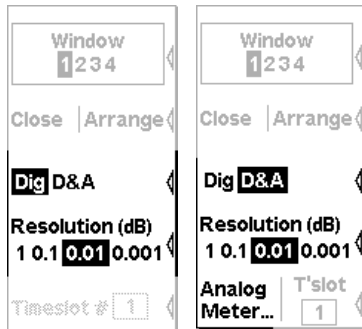 Window
1234
Close Arrange
Dig D&A
Resolution (dB)
1 0.1 0.01 0.001
Timeslot # 1
Window
1234
Close Arrange
Dig D&A
Resolution (dB)
1 0.1 0.01 0.001
Analog
Meter...
T'slot
1